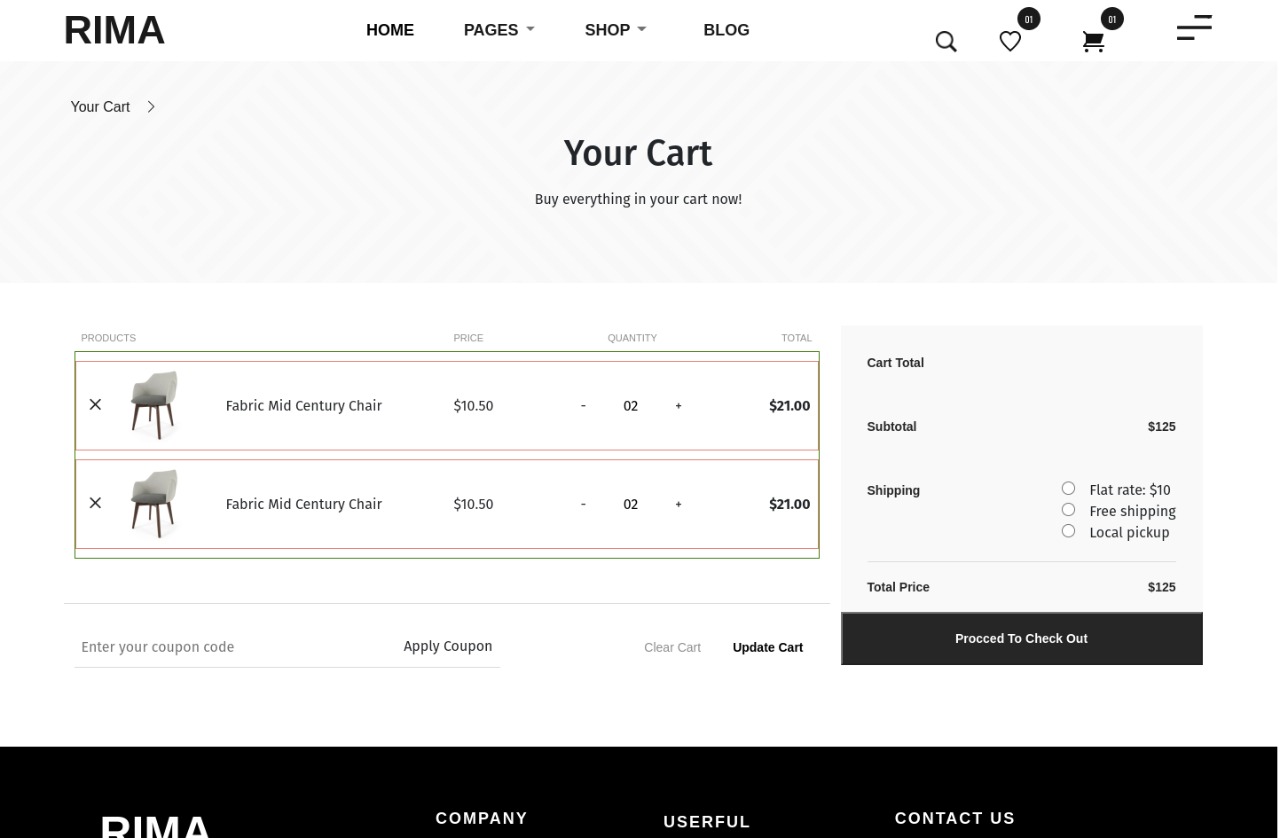 RIMA
HOME PAGES SHOP BLOG
01 01
Your Cart
Your Cart
Buy everything in your cart now!
PRODUCTS PRICE QUANTITY TOTAL
Fabric Mid Century Chair $10.50 - 02 + $21.00
Fabric Mid Century Chair $10.50 - 02 + $21.00
Cart Total
Subtotal $125
Shipping Flat rate: $10
Free shipping
Local pickup
Total Price $125
Procced To Check Out
Enter your coupon code Apply Coupon Clear Cart Update Cart
RIMA COMPANY USERFUL CONTACT US